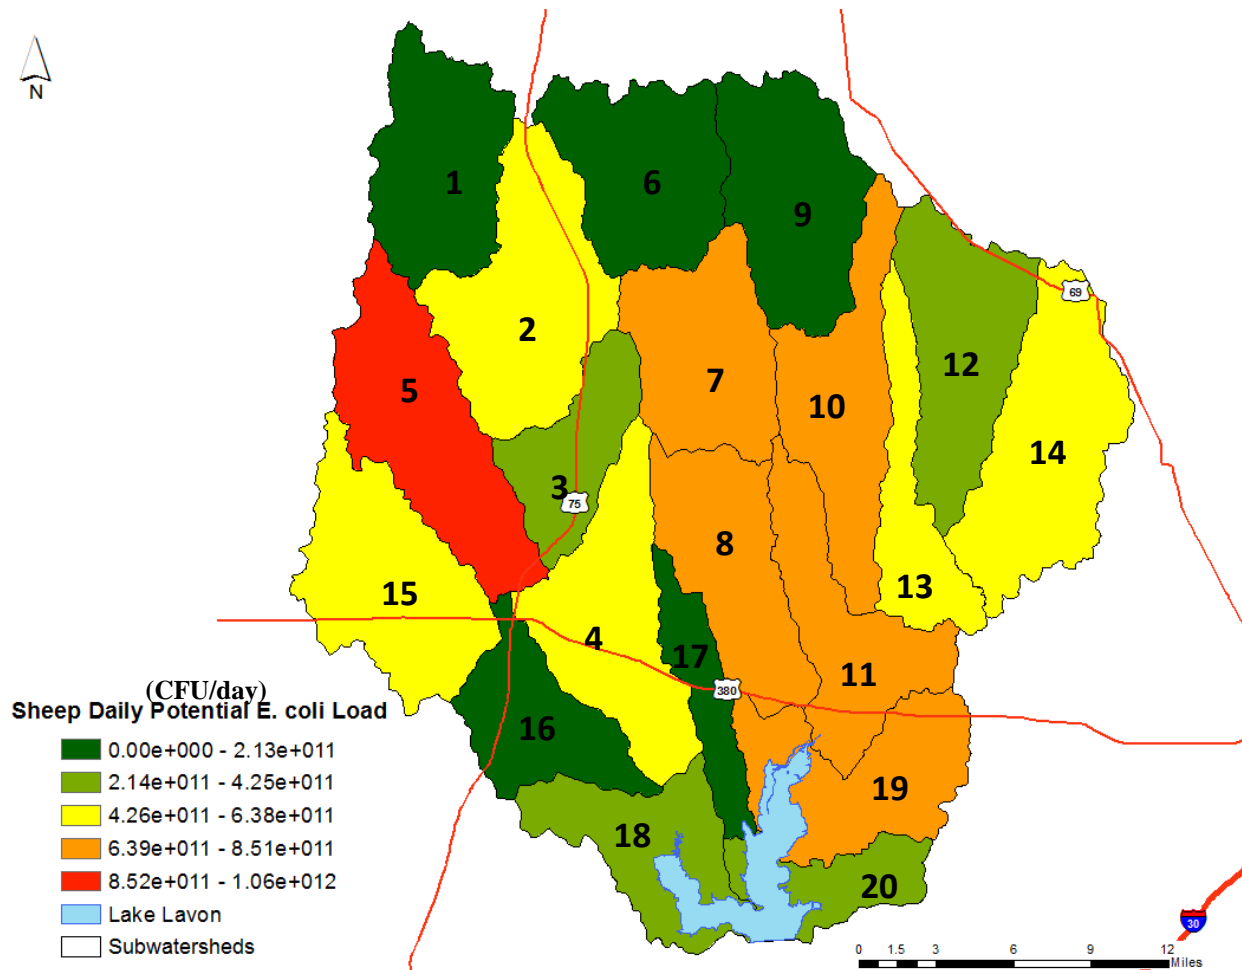 N
1
6
9
2
69
5
7
12
10
14
3
75
8
13
15
4
17
11
380
(CFU/day)
Sheep Daily Potential E. coli Load
16
0.00e+000 - 2.13e+011
2.14e+011 - 4.25e+011
4.26e+011 - 6.38e+011
6.39e+011 - 8.51e+011
8.52e+011 - 1.06e+012
Lake Lavon
Subwatersheds
19
18
20
30
0 1.5 3 6 9 12
Miles